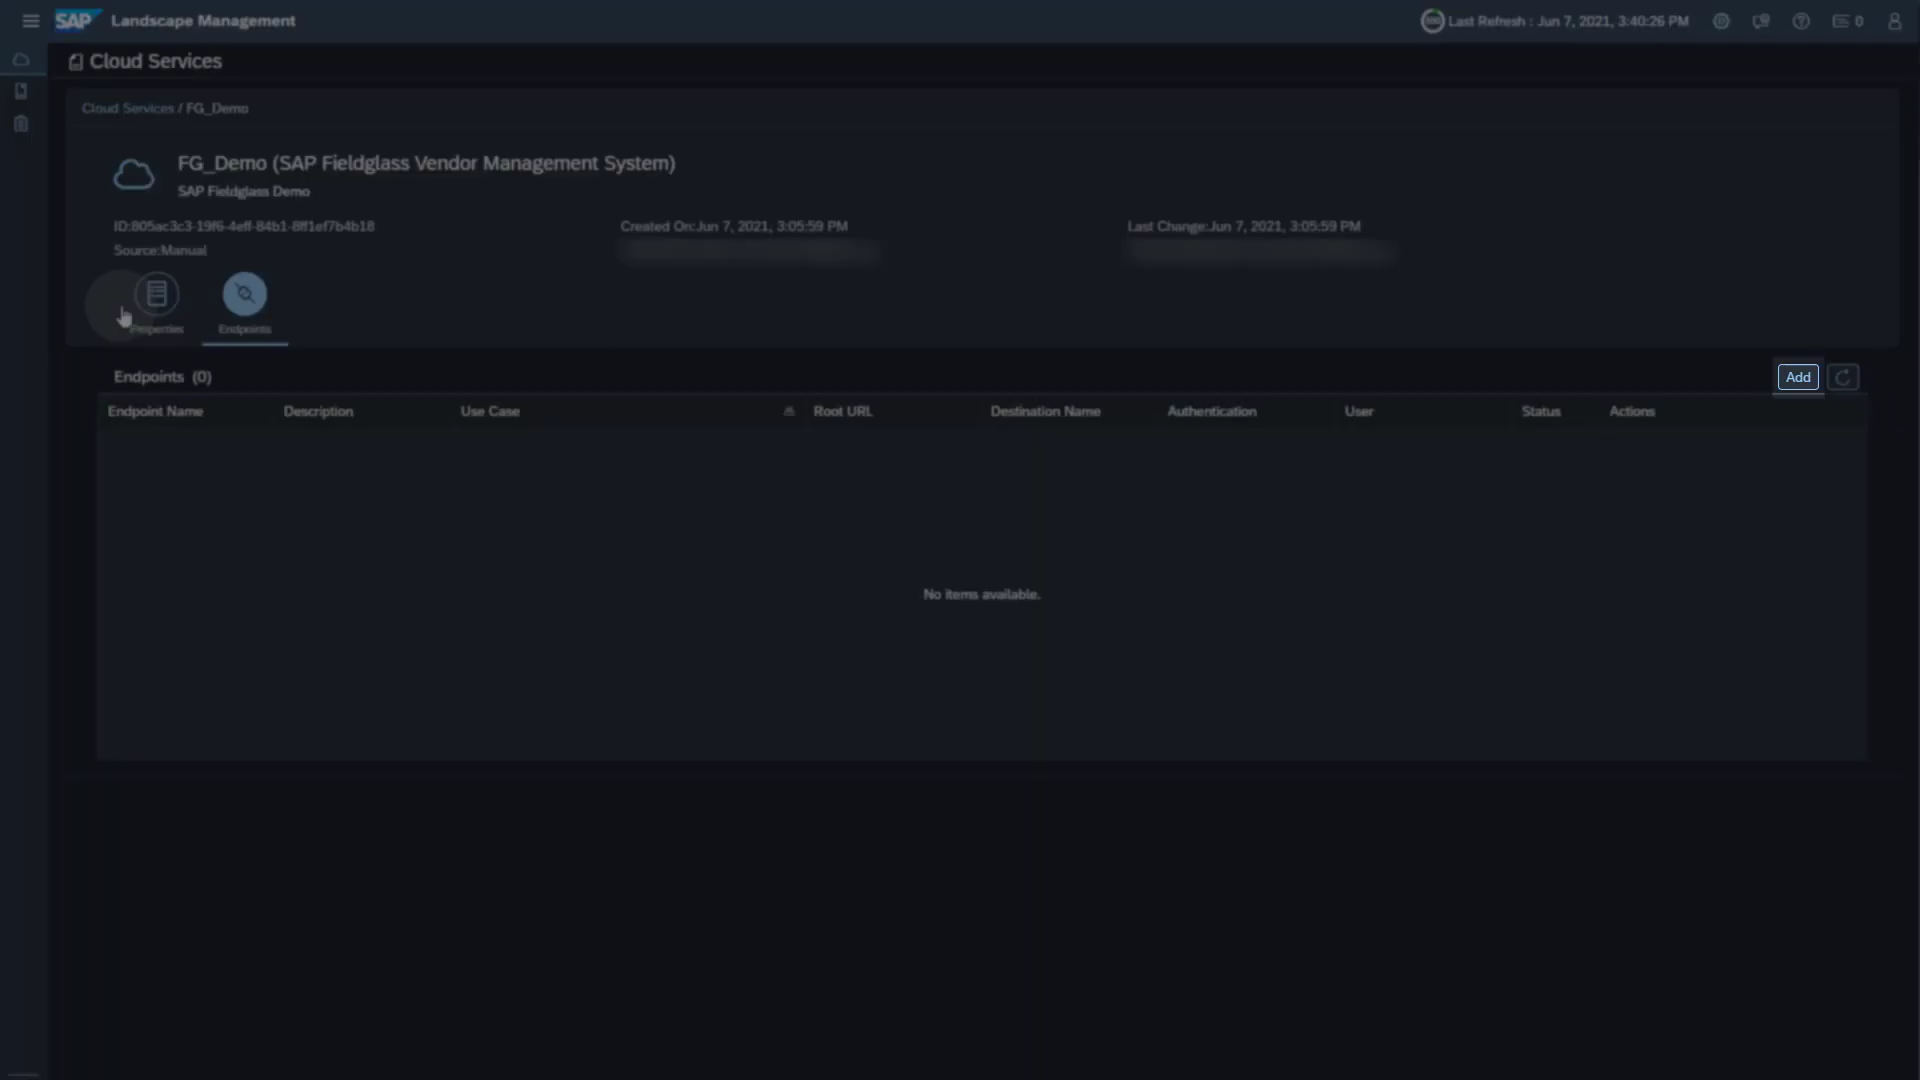 SAP Landscape Management
Last Refresh : Jun 7, 2021, 3:40:26 PM
0
Cloud Services
Cloud Services / FG_Demo
FG_Demo (SAP Fieldglass Vendor Management System)
SAP Fieldglass Demo
ID:805ac3c3-19f6-4eff-84b1-8ff1ef7b4b18
Created On:Jun 7, 2021, 3:05:59 PM
Last Change:Jun 7, 2021, 3:05:59 PM
Source:Manual
Properties
Endpoints
Endpoints (0)
Add
Endpoint Name
Description
Use Case
Root URL
Destination Name
Authentication
User
Status
Actions
No items available.